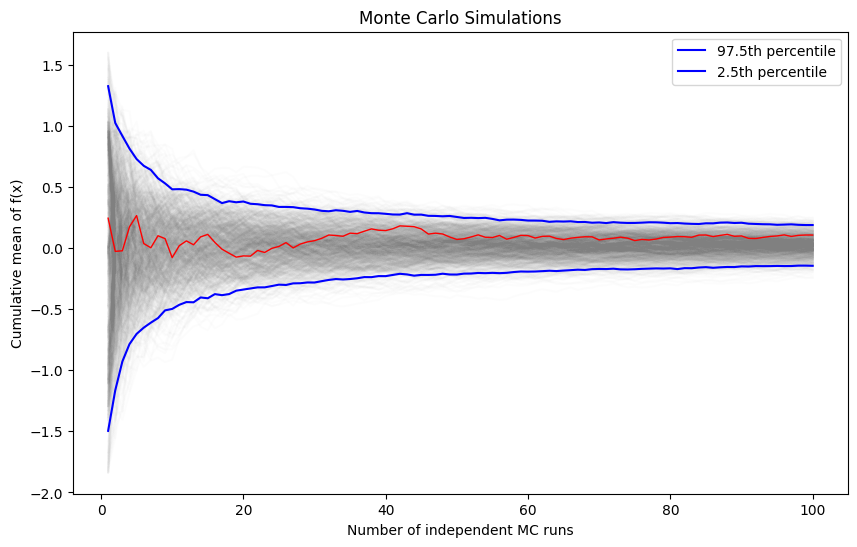 Monte Carlo Simulations
97.5th percentile
2.5th percentile
Cumulative mean of f(x)
1.5
1.0
0.5
0.0
−0.5
−1.0
−1.5
−2.0
0
20
40
60
80
100
Number of independent MC runs